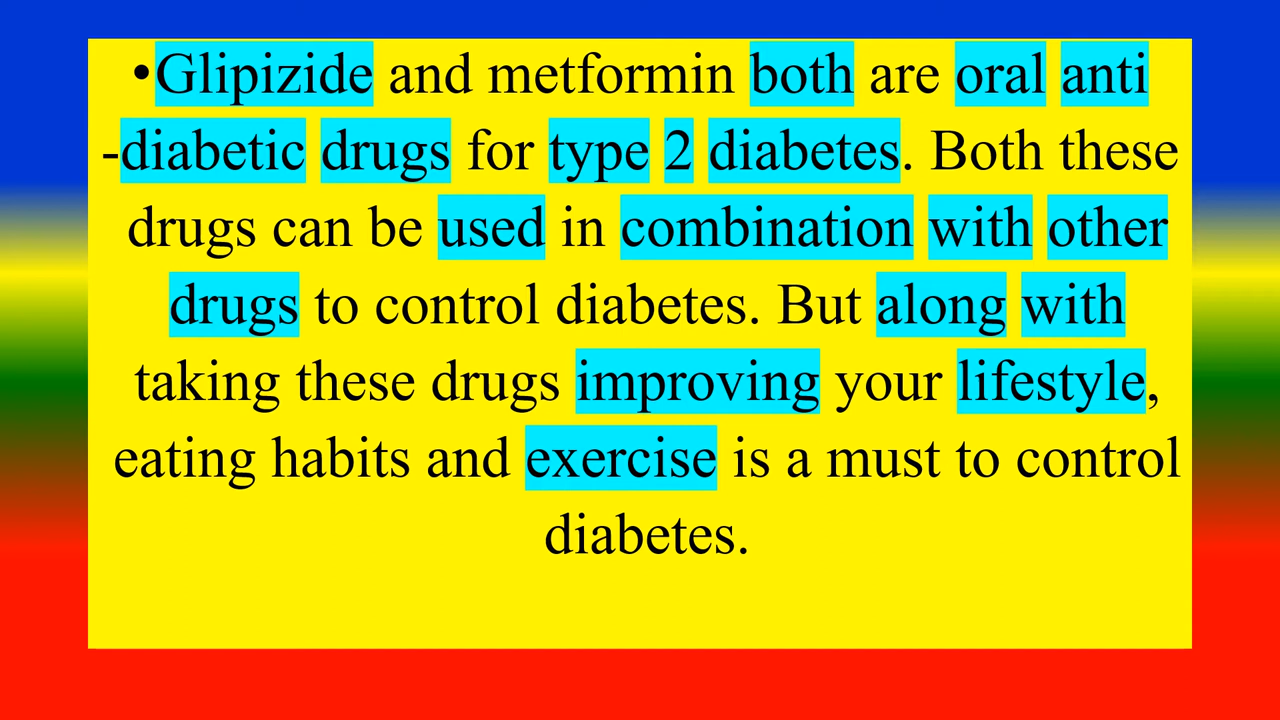 •Glipizide and metformin both are oral anti
-diabetic drugs for type 2 diabetes. Both these
drugs can be used in combination with other
drugs to control diabetes. But along with
taking these drugs improving your lifestyle,
eating habits and exercise is a must to control
diabetes.